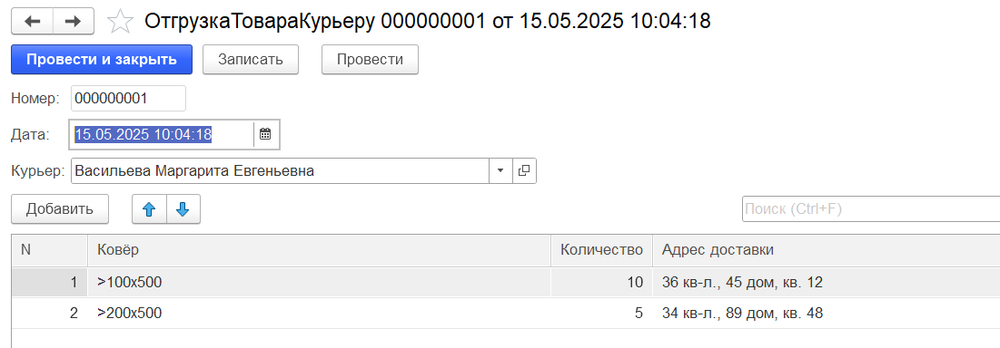 ОтгрузкаТовараКурьеру 000000001 от 15.05.2025 10:04:18
Провести и закрыть Записать Провести
Номер: 000000001
Дата: 15.05.2025 10:04:18
Курьер: Васильева Маргарита Евгеньевна
Добавить Поиск (Ctrl+F)
N Ковёр Количество Адрес доставки
1 >100x500 10 36 кв-л., 45 дом, кв. 12
2 >200x500 5 34 кв-л., 89 дом, кв. 48